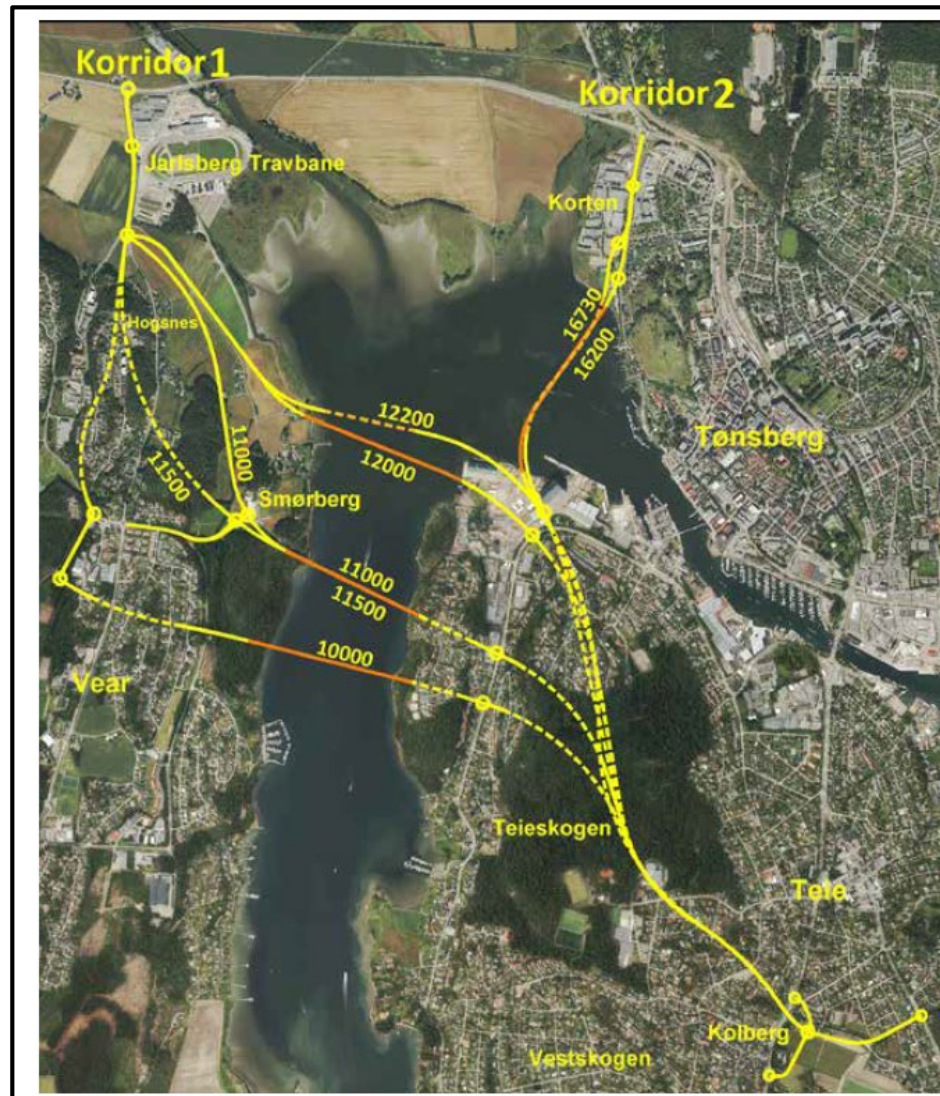 Korridor 1
Korridor 2
Jarlsberg Travbane
Korten
Hogsnes
16730
16200
12200
12000
Tønsberg
11000
11500
Smørberg
11000
11500
10000
Vear
Teieskogen
Teie
Kolberg
Vestskogen